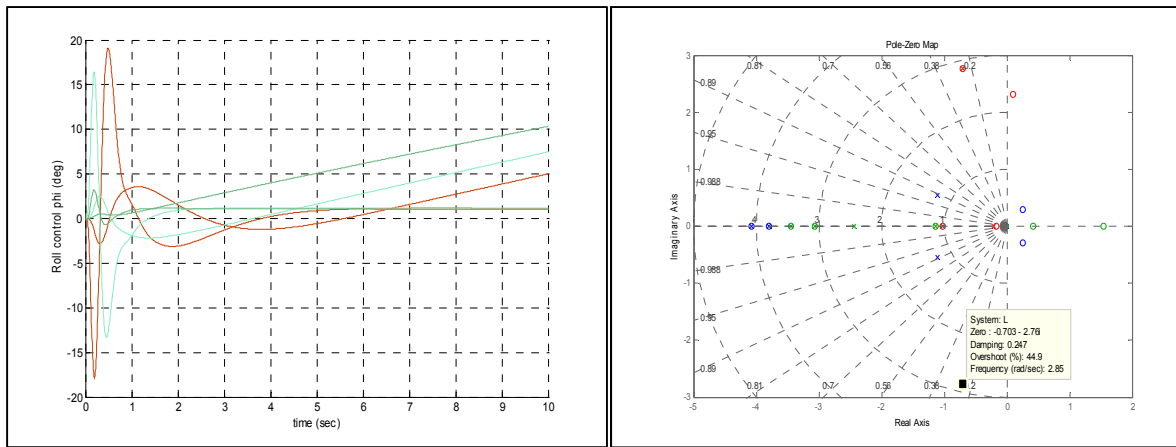 20
15
10
5
0
-5
-10
-15
-20
0 1 2 3 4 5 6 7 8 9 10
Roll control phi (deg)
time (sec)
Pole-Zero Map
3
2
1
0
-1
-2
-3
-5 -4 -3 -2 -1 0 1 2
Imaginary Axis
Real Axis
0.81 0.7 0.56 0.38 0.2
0.89
0.95
0.988
4 3 2 1
0.988
0.95
0.89
0.81 0.7 0.56 0.38 .2
System: L
Zero : -0.703 - 2.76i
Damping: 0.247
Overshoot (%): 44.9
Frequency (rad/sec): 2.85